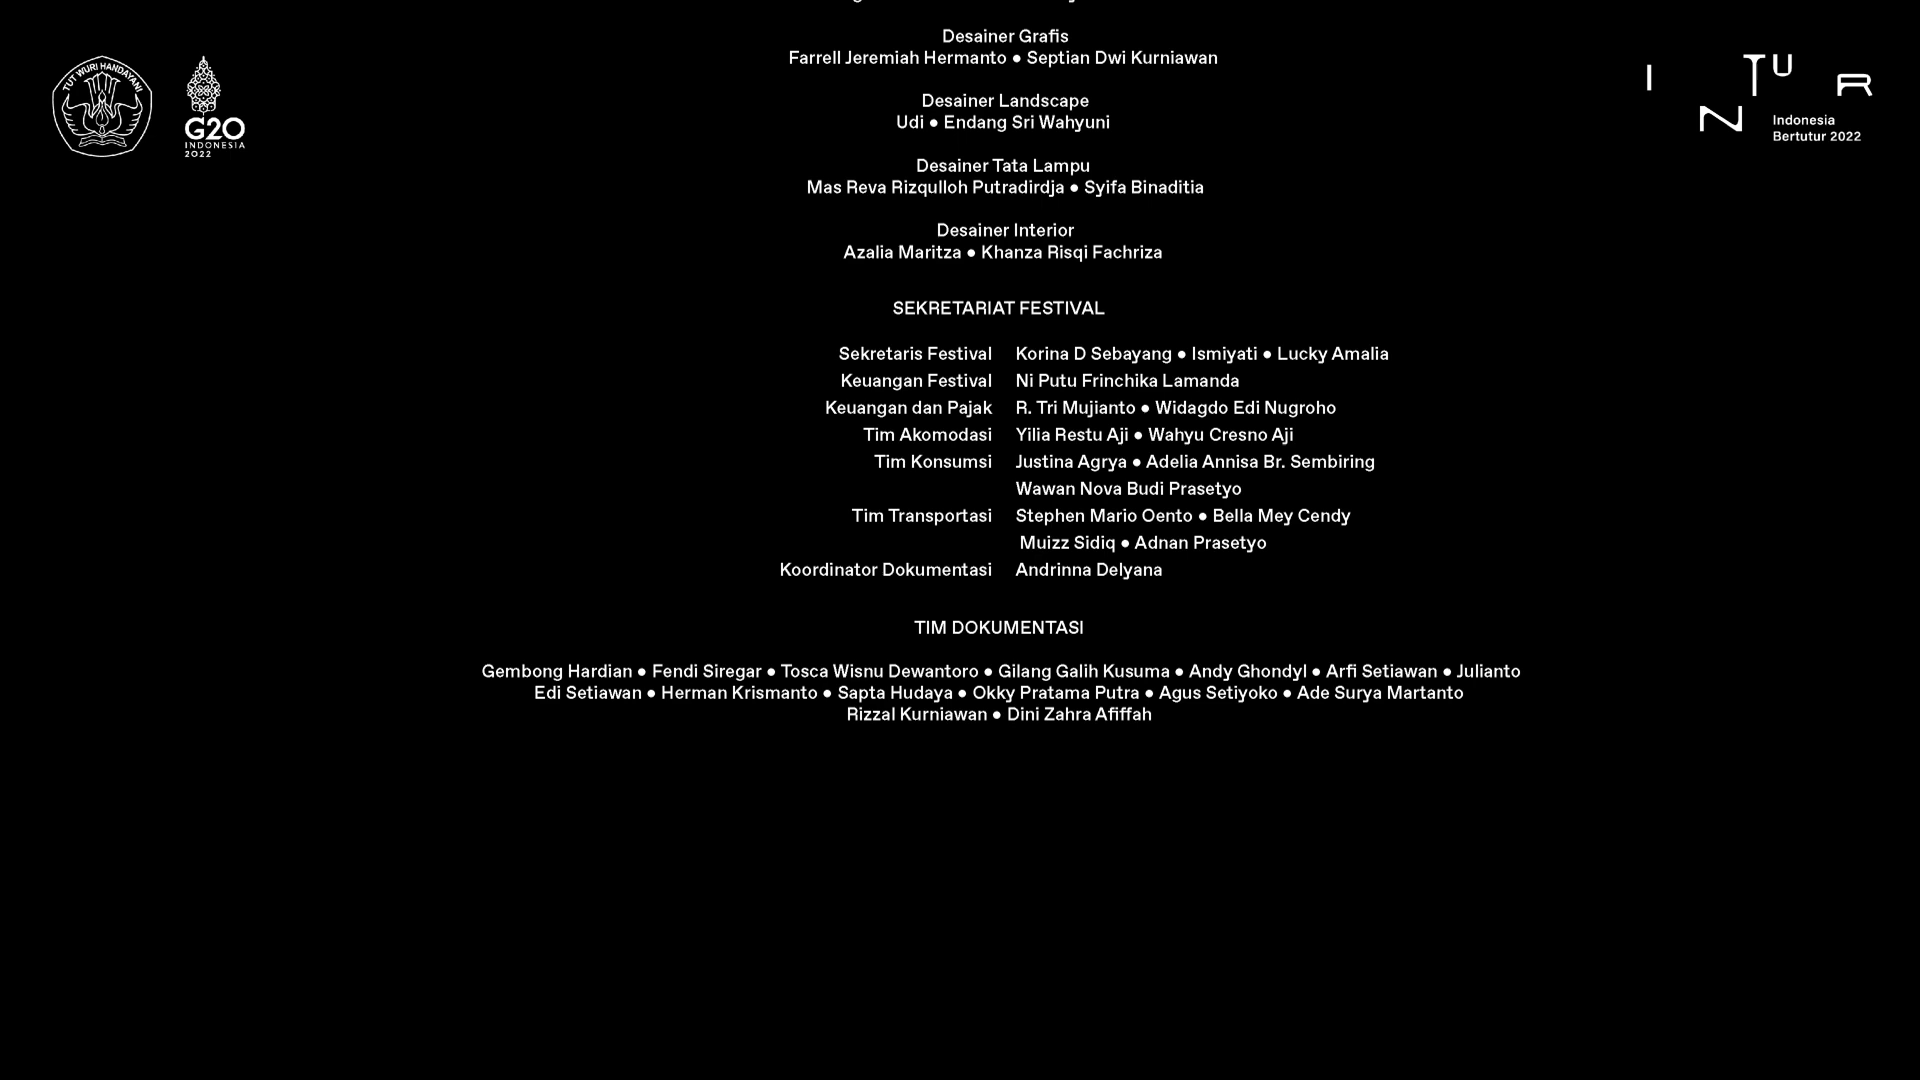 Desainer Grafis
Farrell Jeremiah Hermanto ● Septian Dwi Kurniawan
Desainer Landscape
Udi ● Endang Sri Wahyuni
Desainer Tata Lampu
Mas Reva Rizqulloh Putradirdja ● Syifa Binaditia
Desainer Interior
Azalia Maritza ● Khanza Risqi Fachriza
TUT WURI HANDAYANI
G20
INDONESIA
2022
I N T U R
Indonesia
Bertutur 2022
SEKRETARIAT FESTIVAL
Sekretaris Festival Korina D Sebayang ● Ismiyati ● Lucky Amalia
Keuangan Festival Ni Putu Frinchika Lamanda
Keuangan dan Pajak R. Tri Mujianto ● Widagdo Edi Nugroho
Tim Akomodasi Yilia Restu Aji ● Wahyu Cresno Aji
Tim Konsumsi Justina Agrya ● Adelia Annisa Br. Sembiring
Wawan Nova Budi Prasetyo
Tim Transportasi Stephen Mario Oento ● Bella Mey Cendy
Muizz Sidiq ● Adnan Prasetyo
Koordinator Dokumentasi Andrinna Delyana
TIM DOKUMENTASI
Gembong Hardian ● Fendi Siregar ● Tosca Wisnu Dewantoro ● Gilang Galih Kusuma ● Andy Ghondyl ● Arfi Setiawan ● Julianto
Edi Setiawan ● Herman Krismanto ● Sapta Hudaya ● Okky Pratama Putra ● Agus Setiyoko ● Ade Surya Martanto
Rizzal Kurniawan ● Dini Zahra Afiffah